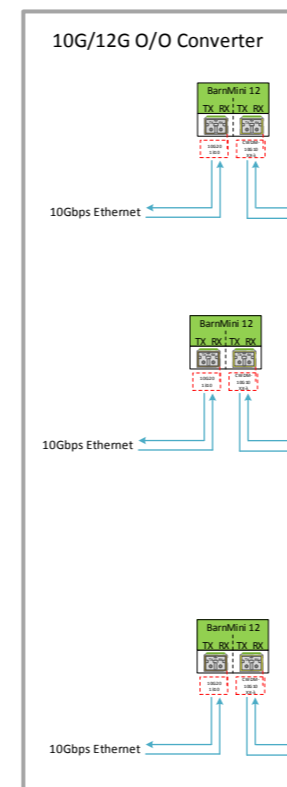 10G/12G O/O Converter
BarnMini 12
TX RX TX RX
10Gbps Ethernet
BarnMini 12
TX RX TX RX
10Gbps Ethernet
BarnMini 12
TX RX TX RX
10Gbps Ethernet